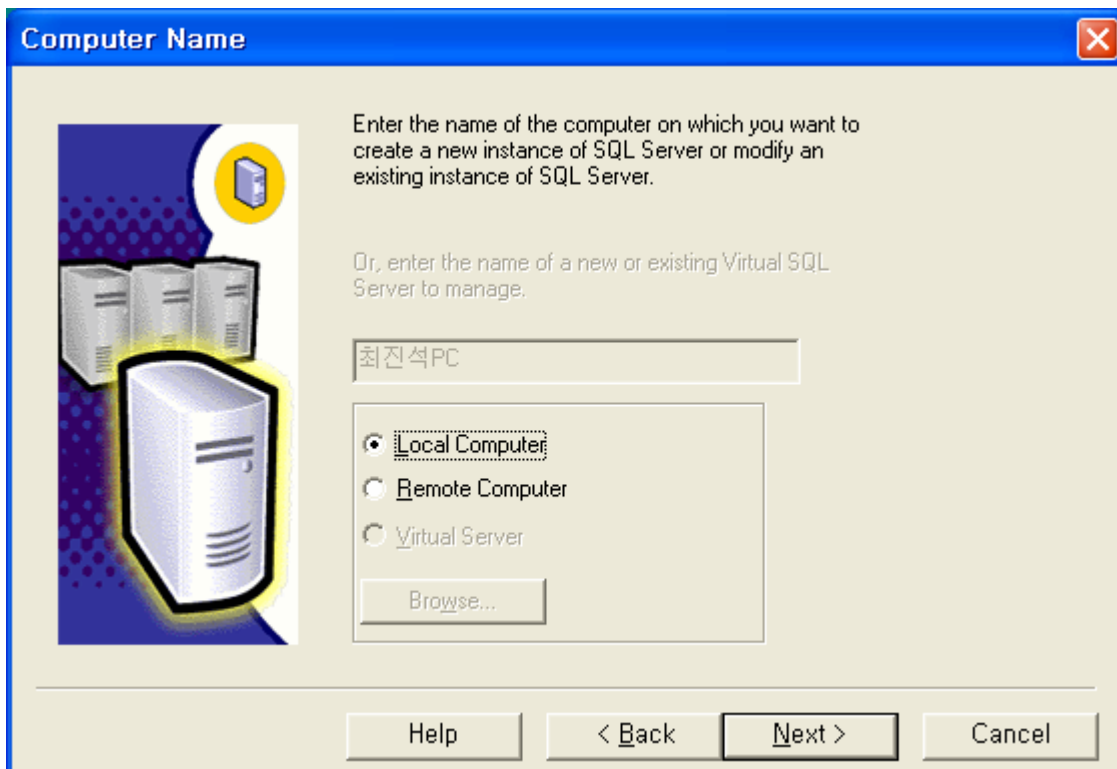 Computer Name
Enter the name of the computer on which you want to
create a new instance of SQL Server or modify an
existing instance of SQL Server.
Or, enter the name of a new or existing Virtual SQL
Server to manage.
최진석PC
Local Computer
Remote Computer
Virtual Server
Browse...
Help
< Back
Next >
Cancel